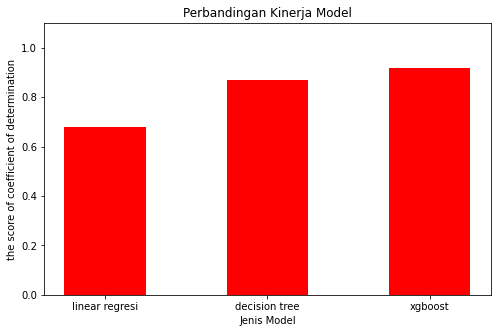 Perbandingan Kinerja Model
the score of coefficient of determination
1.0
0.8
0.6
0.4
0.2
0.0
linear regresi
decision tree
xgboost
Jenis Model